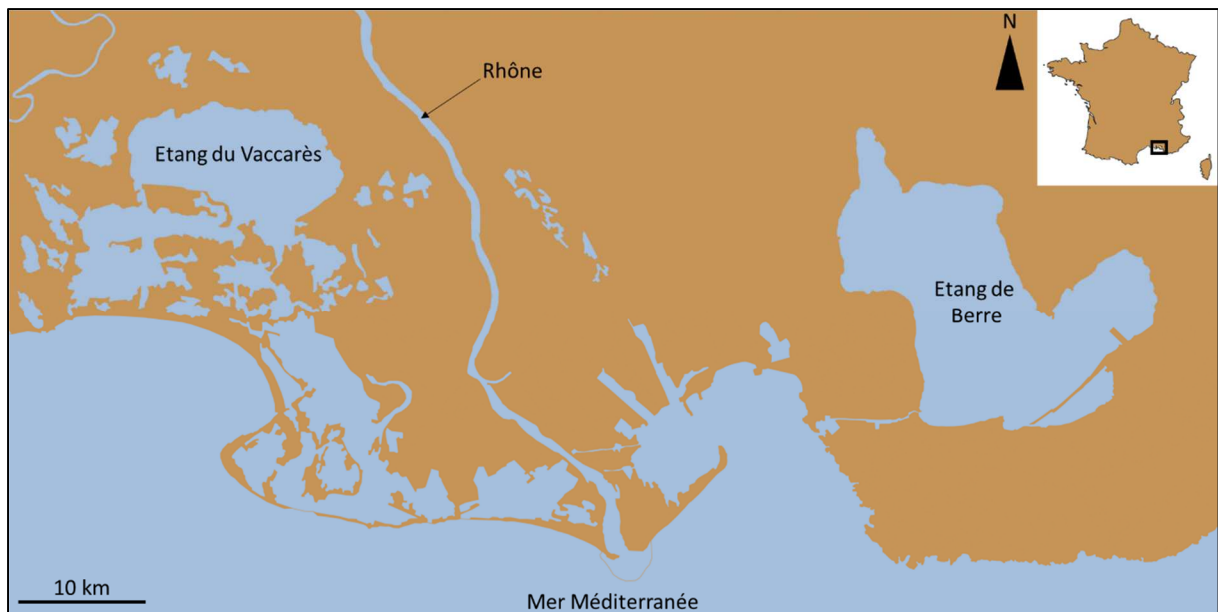 N
Rhône
Etang du Vaccarès
Etang de
Berre
10 km
Mer Méditerranée